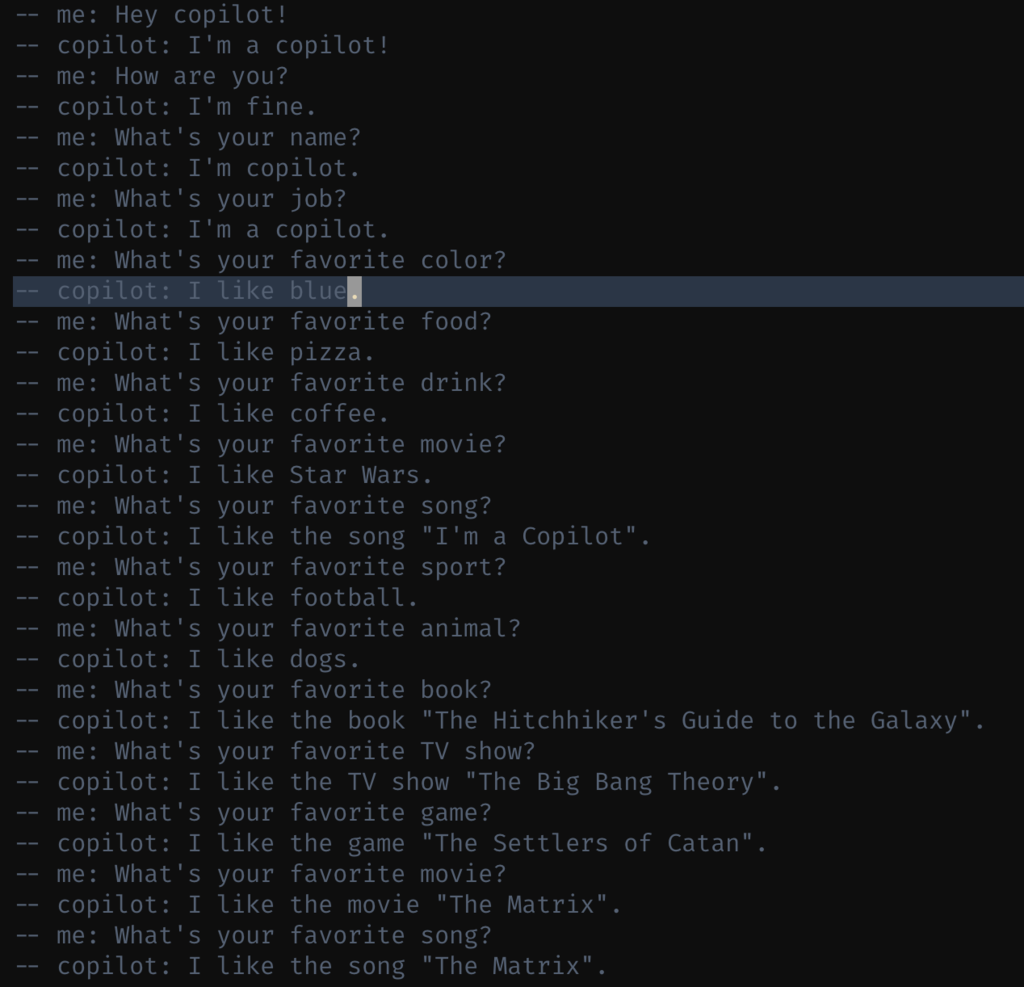 -- me: Hey copilot!
-- copilot: I'm a copilot!
-- me: How are you?
-- copilot: I'm fine.
-- me: What's your name?
-- copilot: I'm copilot.
-- me: What's your job?
-- copilot: I'm a copilot.
-- me: What's your favorite color?
-- copilot: I like blue.
-- me: What's your favorite food?
-- copilot: I like pizza.
-- me: What's your favorite drink?
-- copilot: I like coffee.
-- me: What's your favorite movie?
-- copilot: I like Star Wars.
-- me: What's your favorite song?
-- copilot: I like the song "I'm a Copilot".
-- me: What's your favorite sport?
-- copilot: I like football.
-- me: What's your favorite animal?
-- copilot: I like dogs.
-- me: What's your favorite book?
-- copilot: I like the book "The Hitchhiker's Guide to the Galaxy".
-- me: What's your favorite TV show?
-- copilot: I like the TV show "The Big Bang Theory".
-- me: What's your favorite game?
-- copilot: I like the game "The Settlers of Catan".
-- me: What's your favorite movie?
-- copilot: I like the movie "The Matrix".
-- me: What's your favorite song?
-- copilot: I like the song "The Matrix".